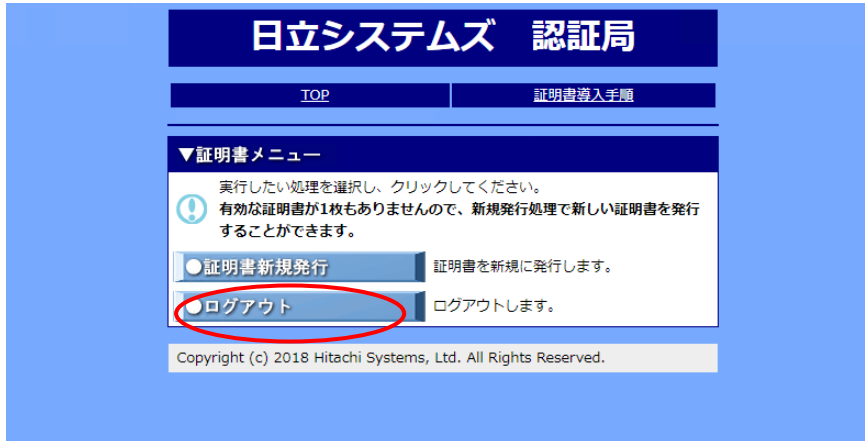 日立システムズ　認証局
TOP
証明書導入手順
▼証明書メニュー
実行したい処理を選択し、クリックしてください。
有効な証明書が1枚もありませんので、新規発行処理で新しい証明書を発行
することができます。
●証明書新規発行
証明書を新規に発行します。
●ログアウト
ログアウトします。
Copyright (c) 2018 Hitachi Systems, Ltd. All Rights Reserved.